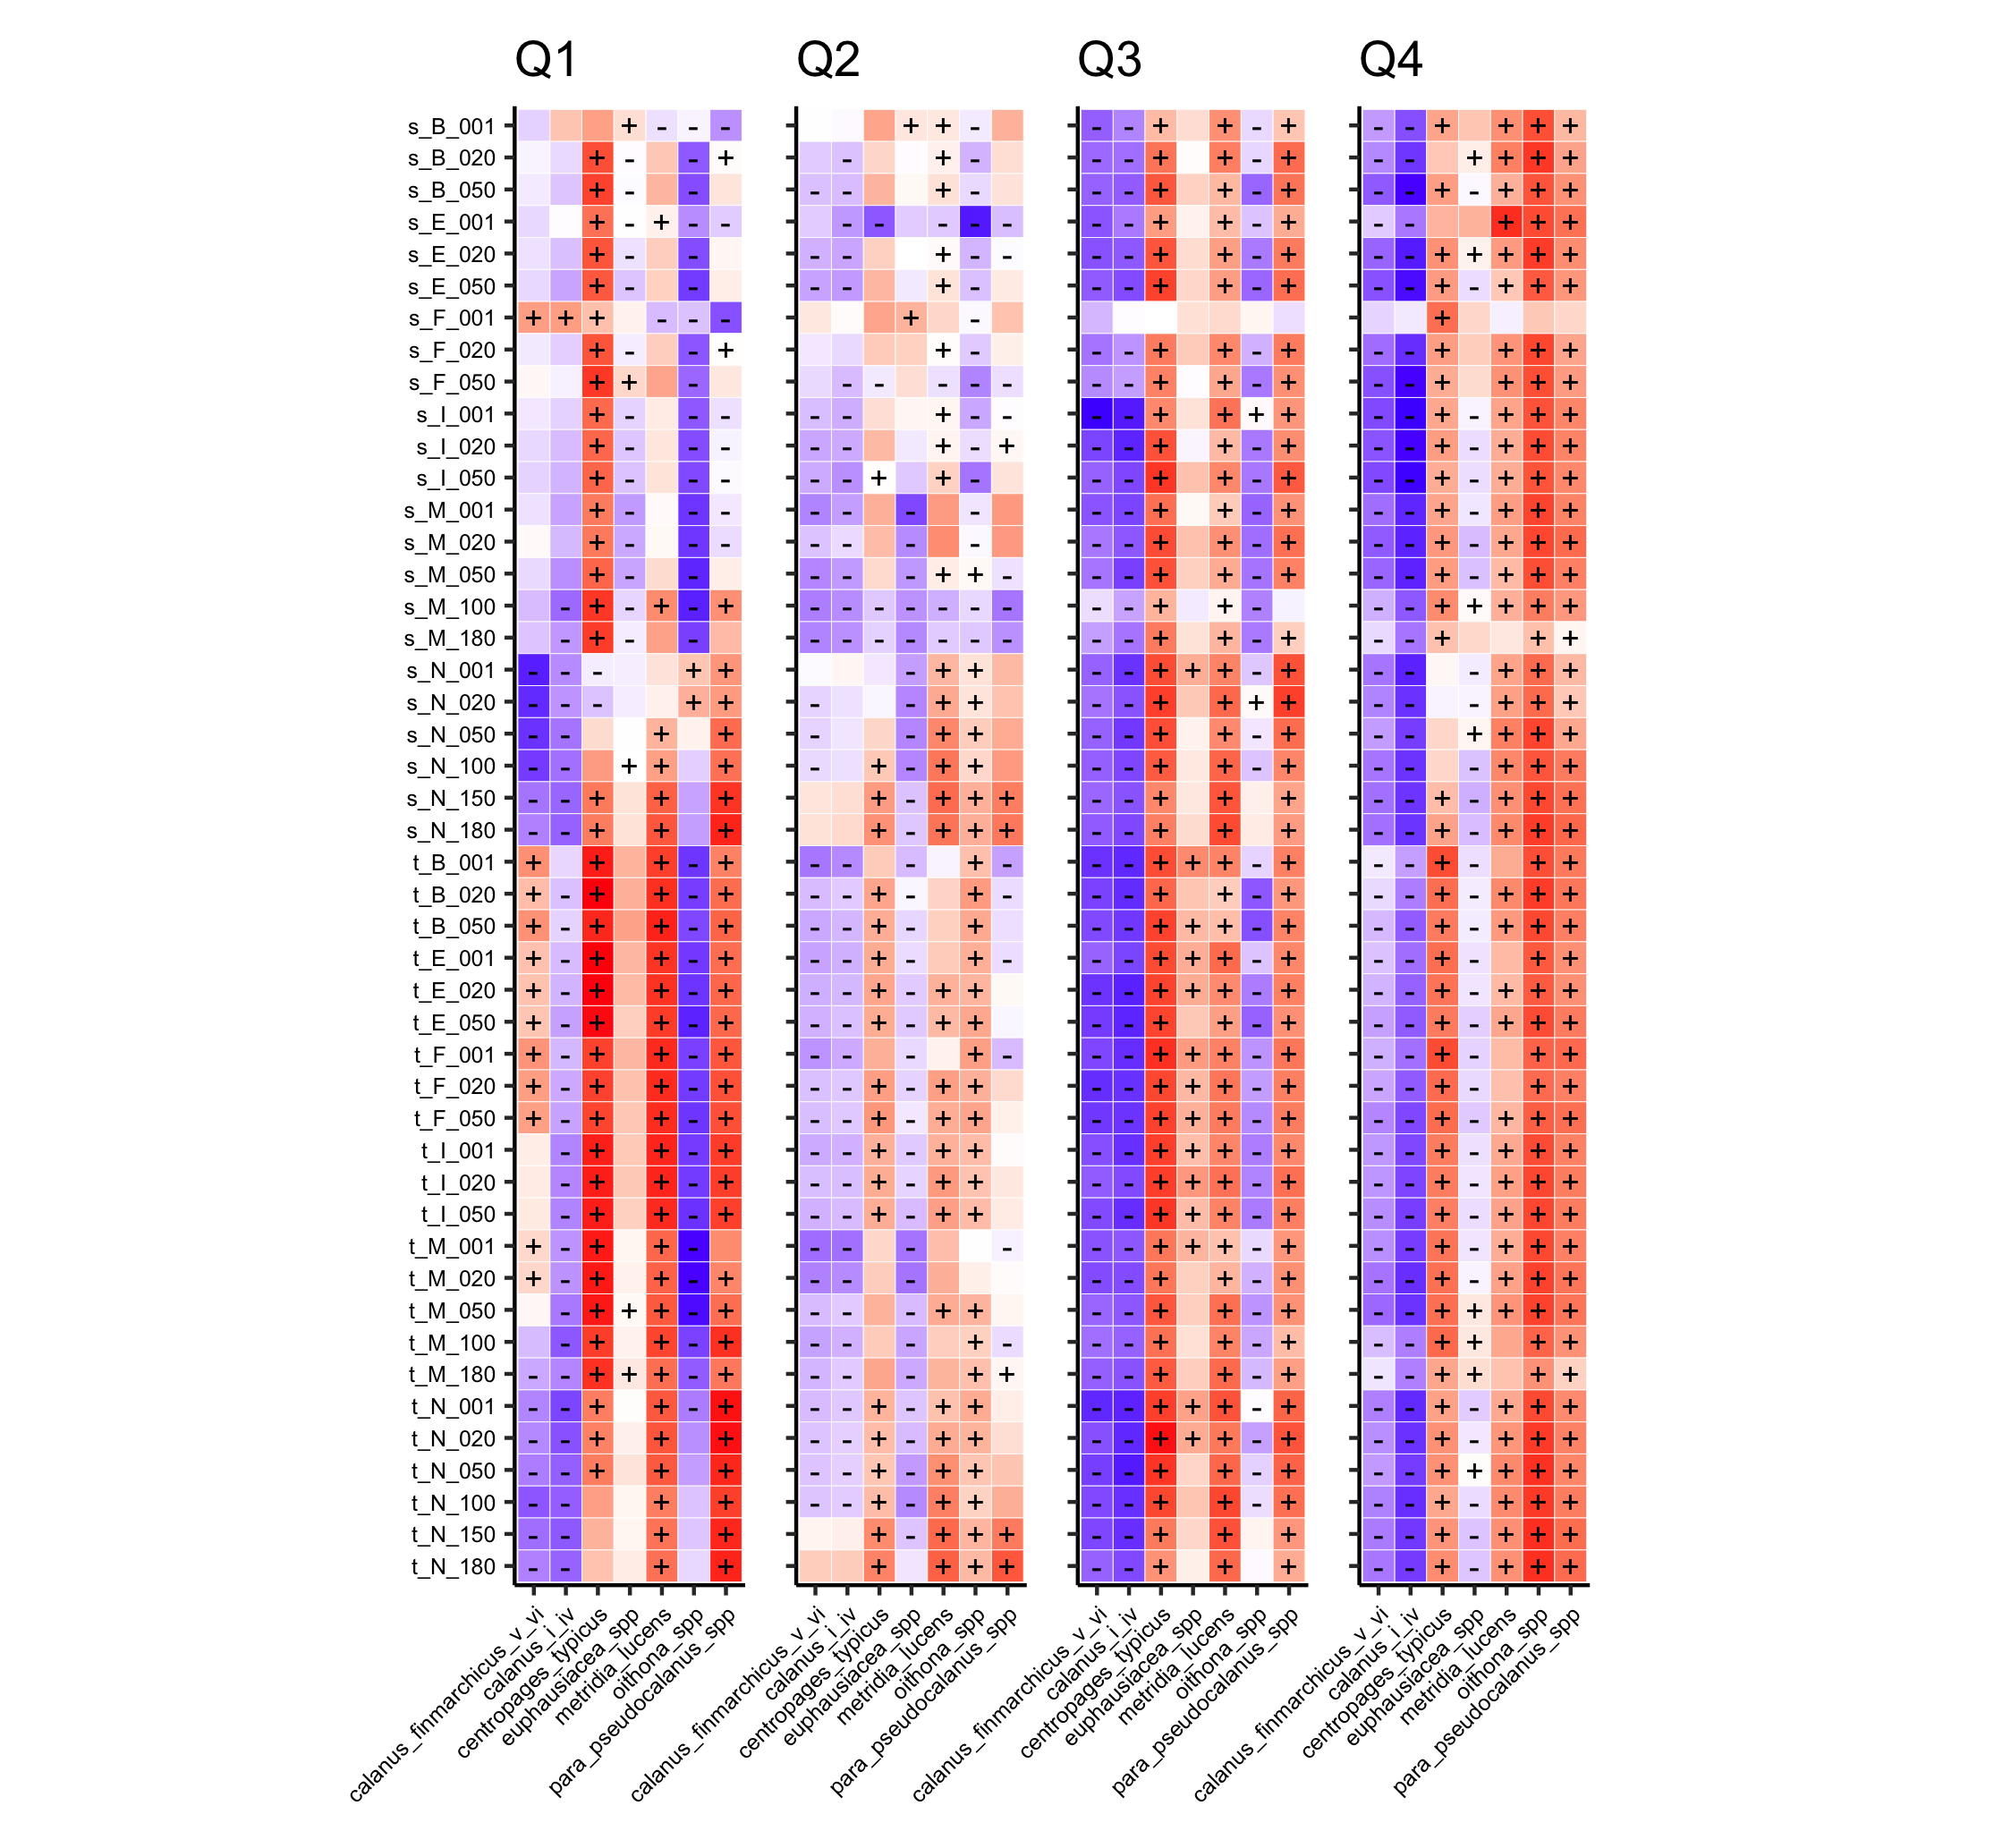 Q1 Q2 Q3 Q4
s_B_001
s_B_020
s_B_050
s_E_001
s_E_020
s_E_050
s_F_001
s_F_020
s_F_050
s_I_001
s_I_020
s_I_050
s_M_001
s_M_020
s_M_050
s_M_100
s_M_180
s_N_001
s_N_020
s_N_050
s_N_100
s_N_150
s_N_180
t_B_001
t_B_020
t_B_050
t_E_001
t_E_020
t_E_050
t_F_001
t_F_020
t_F_050
t_I_001
t_I_020
t_I_050
t_M_001
t_M_020
t_M_050
t_M_100
t_M_180
t_N_001
t_N_020
t_N_050
t_N_100
t_N_150
t_N_180
calanus_finmarchicus_v_vi
calanus_i_iv
centropages_typicus
euphausiacea_spp
metridia_lucens
oithona_spp
para_pseudocalanus_spp
calanus_finmarchicus_v_vi
calanus_i_iv
centropages_typicus
euphausiacea_spp
metridia_lucens
oithona_spp
para_pseudocalanus_spp
calanus_finmarchicus_v_vi
calanus_i_iv
centropages_typicus
euphausiacea_spp
metridia_lucens
oithona_spp
para_pseudocalanus_spp
calanus_finmarchicus_v_vi
calanus_i_iv
centropages_typicus
euphausiacea_spp
metridia_lucens
oithona_spp
para_pseudocalanus_spp